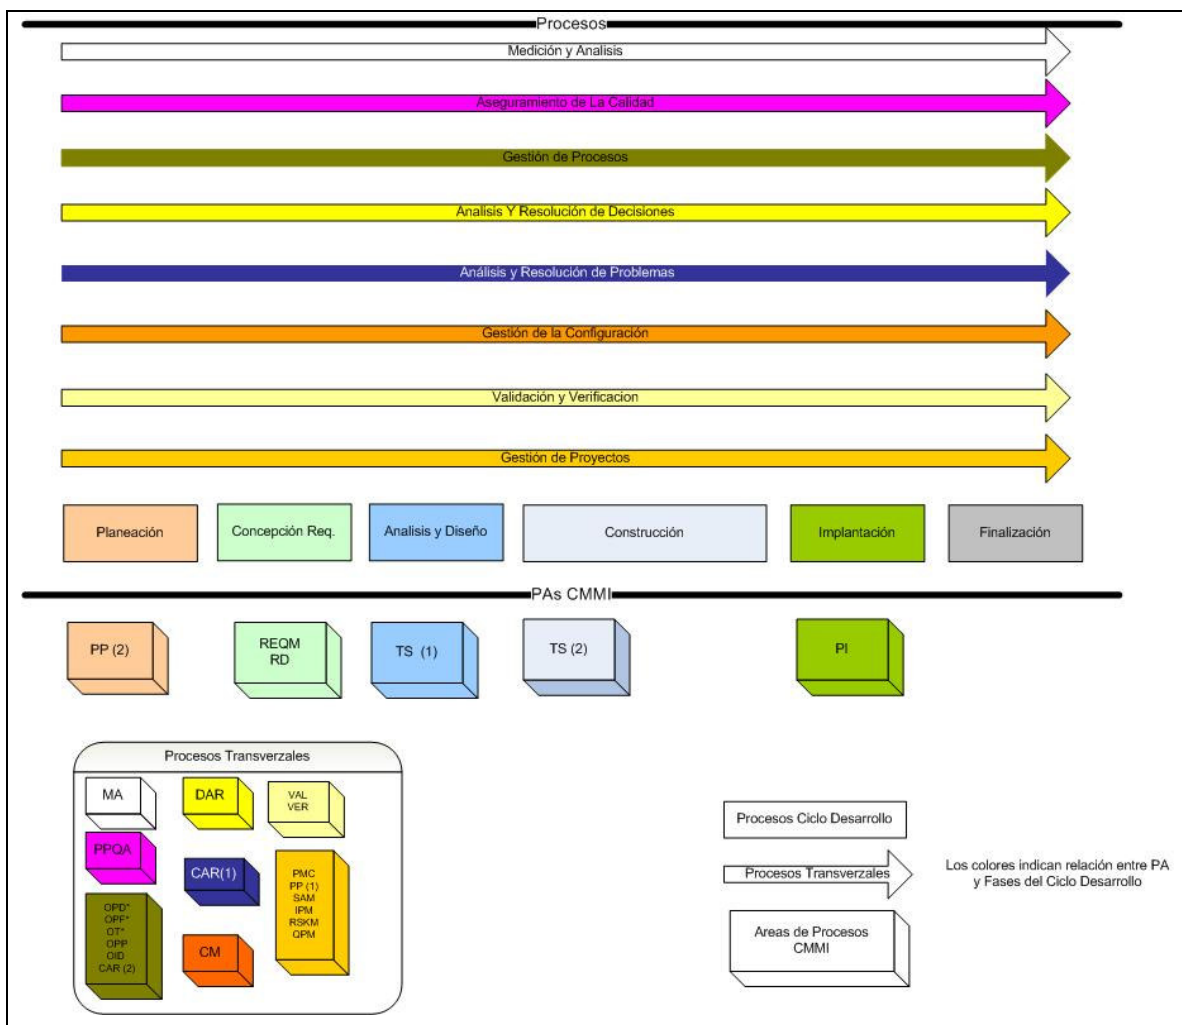 Procesos
Medición y Analisis
Aseguramiento de La Calidad
Gestión de Procesos
Analisis Y Resolución de Decisiones
Análisis y Resolución de Problemas
Gestión de la Configuración
Validación y Verificacion
Gestión de Proyectos
Planeación
Concepción Req.
Analisis y Diseño
Construcción
Implantación
Finalización
PAs CMMI
PP (2)
REQM
RD
TS (1)
TS (2)
PI
Procesos Transverzales
MA
DAR
VAL
VER
PPQA
CAR(1)
PMC
PP (1)
SAM
IPM
RSKM
QPM
OPD*
OPF*
OT*
OPP
OID
CAR (2)
CM
Procesos Ciclo Desarrollo
Procesos Transverzales
Los colores indican relación entre PA
y Fases del Ciclo Desarrollo
Areas de Procesos
CMMI